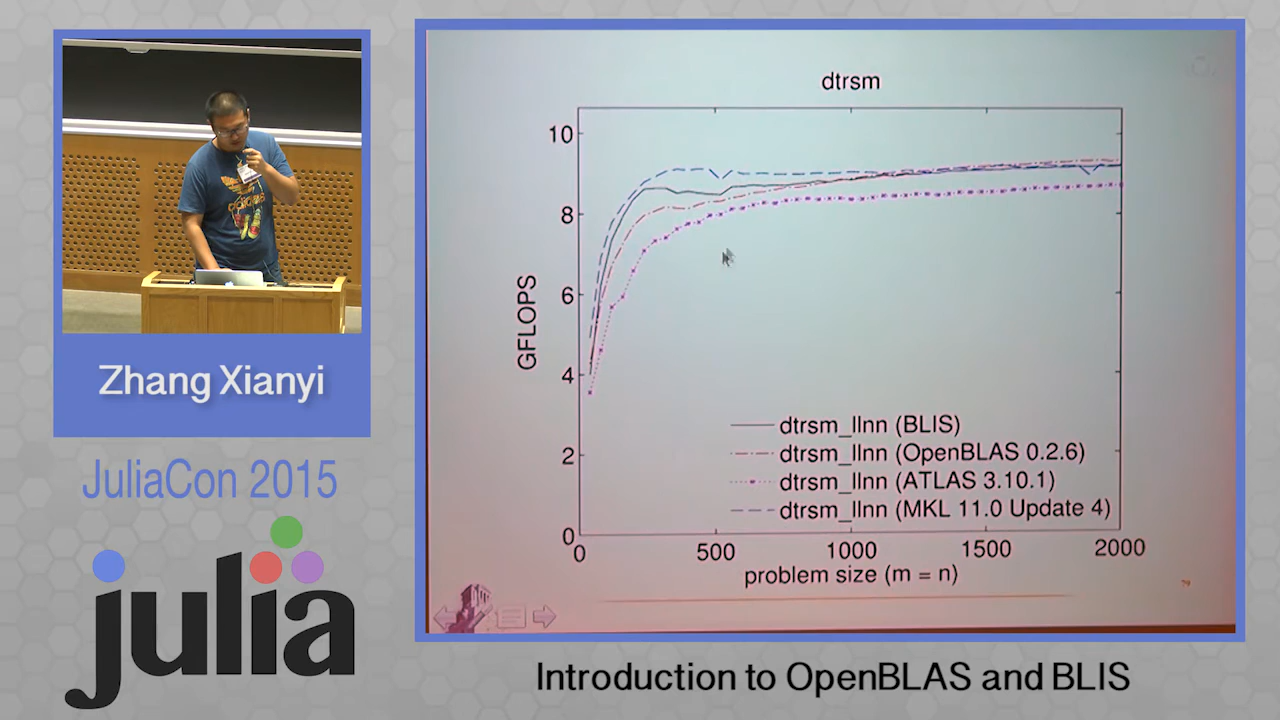 Zhang Xianyi
JuliaCon 2015
julia
dtrsm
10
8
6
4
2
0
GFLOPS
dtrsm_llnn (BLIS)
dtrsm_llnn (OpenBLAS 0.2.6)
dtrsm_llnn (ATLAS 3.10.1)
dtrsm_llnn (MKL 11.0 Update 4)
0 500 1000 1500 2000
problem size (m = n)
Introduction to OpenBLAS and BLIS